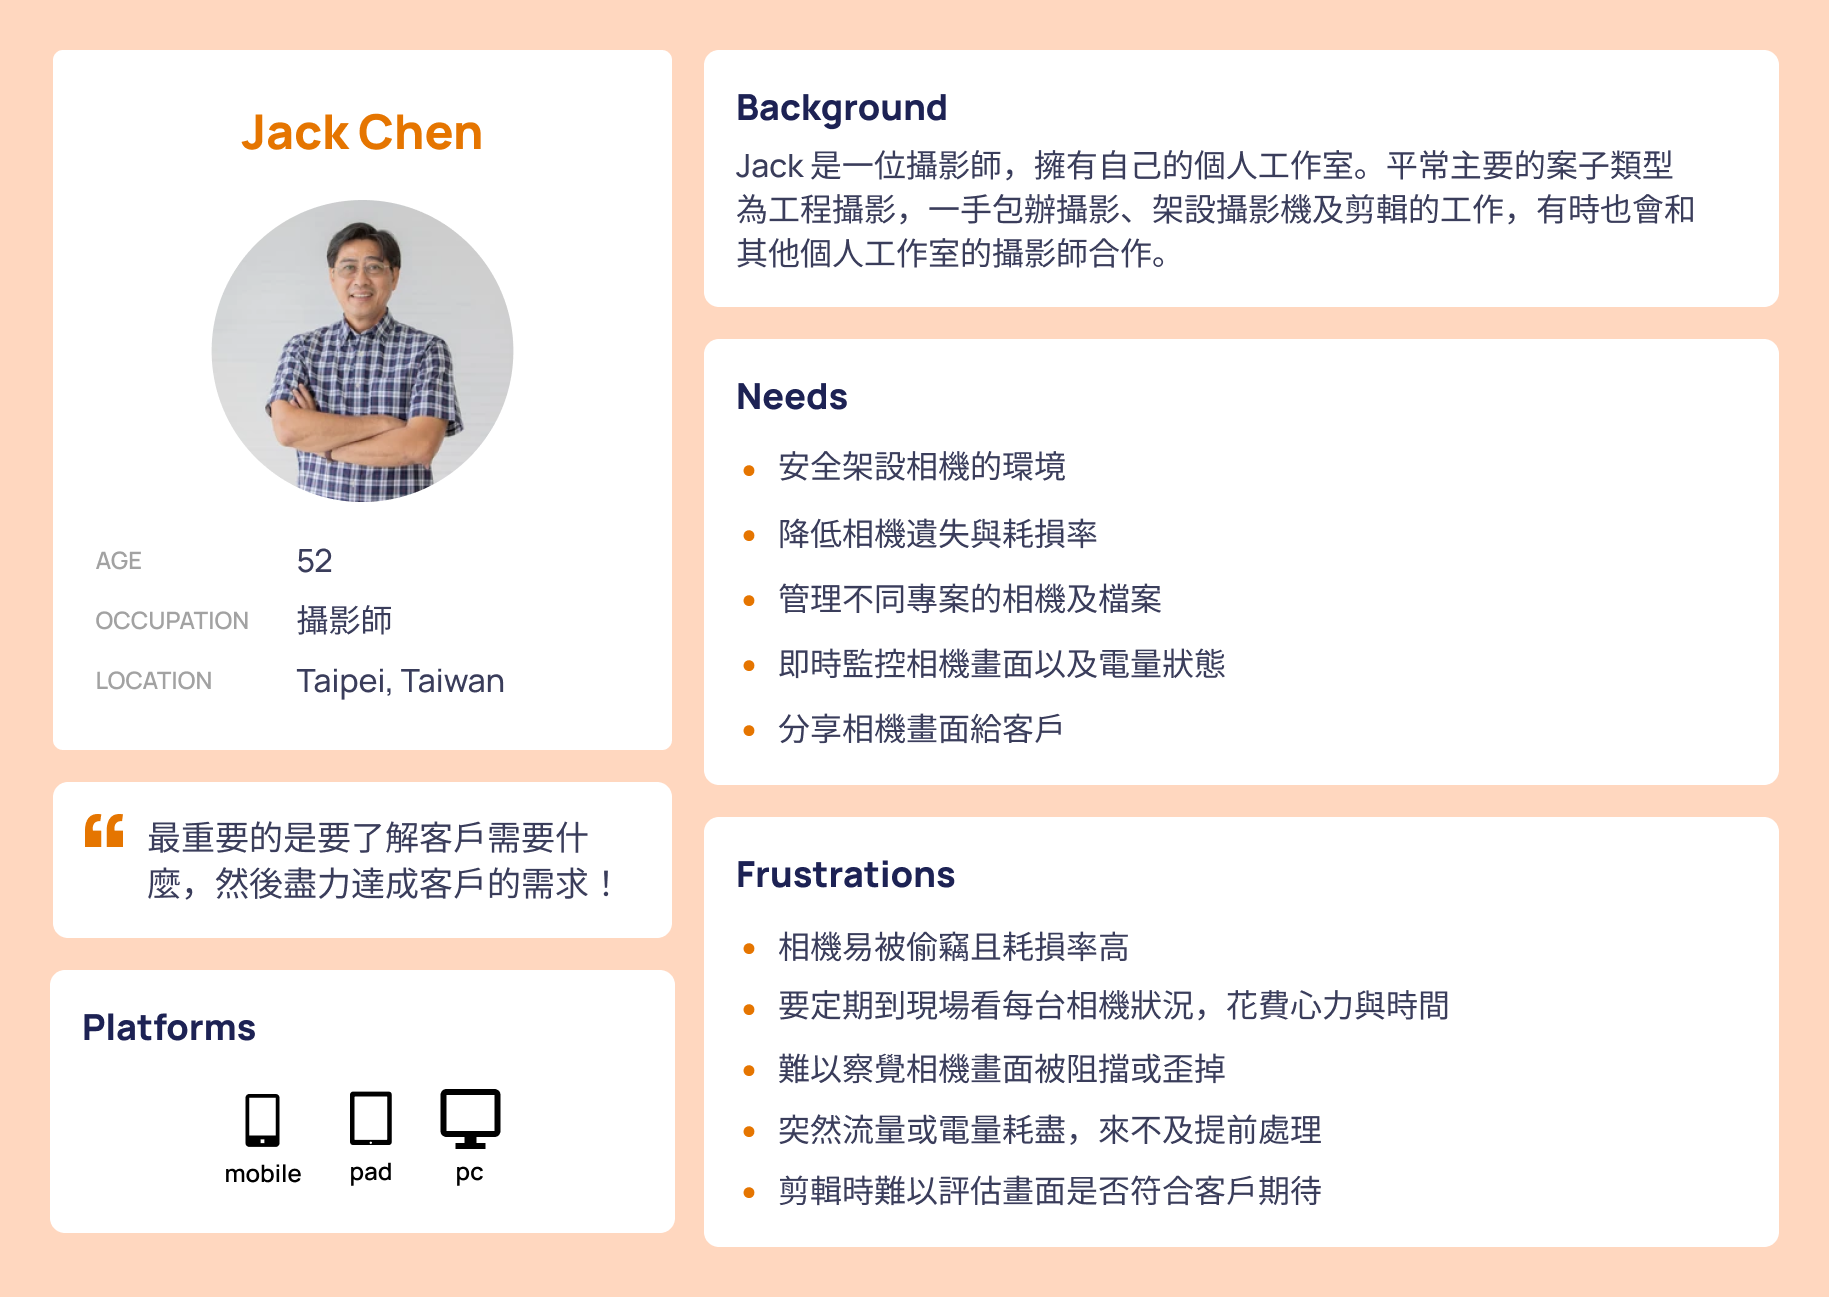 Jack Chen
AGE 52
OCCUPATION 攝影師
LOCATION Taipei, Taiwan
“ 最重要的是要了解客戶需要什
麼，然後盡力達成客戶的需求！
Platforms
mobile pad pc
Background
Jack 是一位攝影師，擁有自己的個人工作室。平常主要的案子類型
為工程攝影，一手包辦攝影、架設攝影機及剪輯的工作，有時也會和
其他個人工作室的攝影師合作。
Needs
• 安全架設相機的環境
• 降低相機遺失與耗損率
• 管理不同專案的相機及檔案
• 即時監控相機畫面以及電量狀態
• 分享相機畫面給客戶
Frustrations
• 相機易被偷竊且耗損率高
• 要定期到現場看每台相機狀況，花費心力與時間
• 難以察覺相機畫面被阻擋或歪掉
• 突然流量或電量耗盡，來不及提前處理
• 剪輯時難以評估畫面是否符合客戶期待